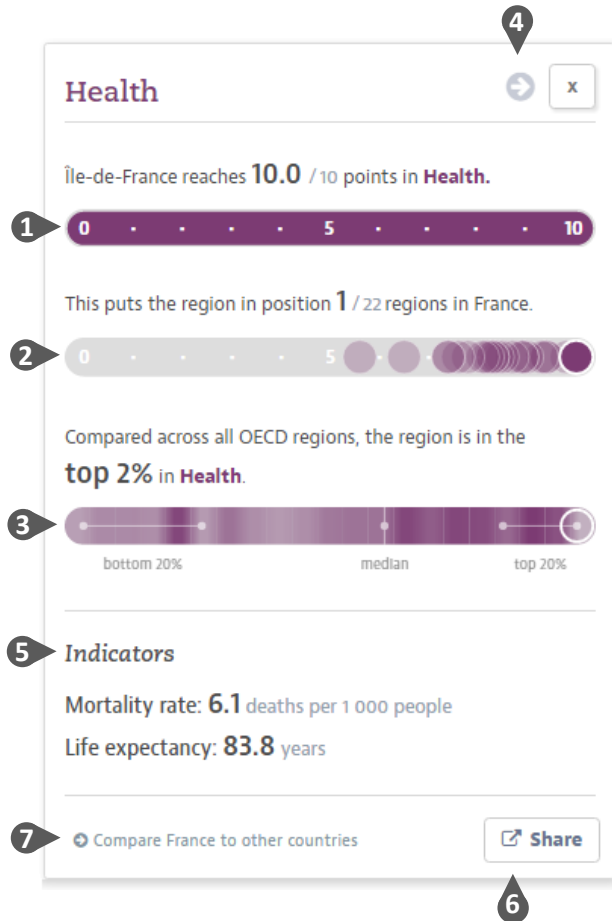 4
Health
x
Île-de-France reaches 10.0 / 10 points in Health.
1
0 5 10
This puts the region in position 1 / 22 regions in France.
2
0 5
Compared across all OECD regions, the region is in the
top 2% in Health.
3
bottom 20% median top 20%
5
Indicators
Mortality rate: 6.1 deaths per 1 000 people
Life expectancy: 83.8 years
7
Compare France to other countries
Share
6